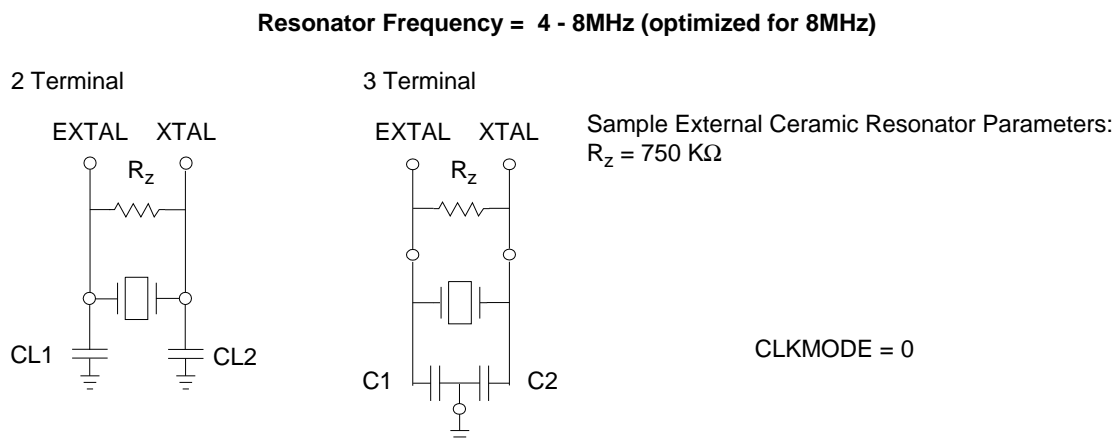 Resonator Frequency = 4 - 8MHz (optimized for 8MHz)
2 Terminal
EXTAL XTAL
Rz
CL1
CL2
3 Terminal
EXTAL XTAL
Rz
C1
C2
Sample External Ceramic Resonator Parameters:
Rz = 750 KΩ
CLKMODE = 0